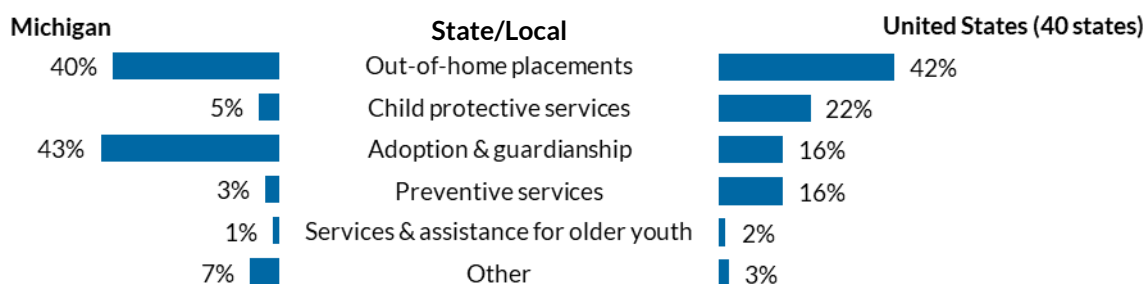 Michigan State/Local United States (40 states)
40% Out-of-home placements 42%
5% Child protective services 22%
43% Adoption & guardianship 16%
3% Preventive services 16%
1% Services & assistance for older youth 2%
7% Other 3%